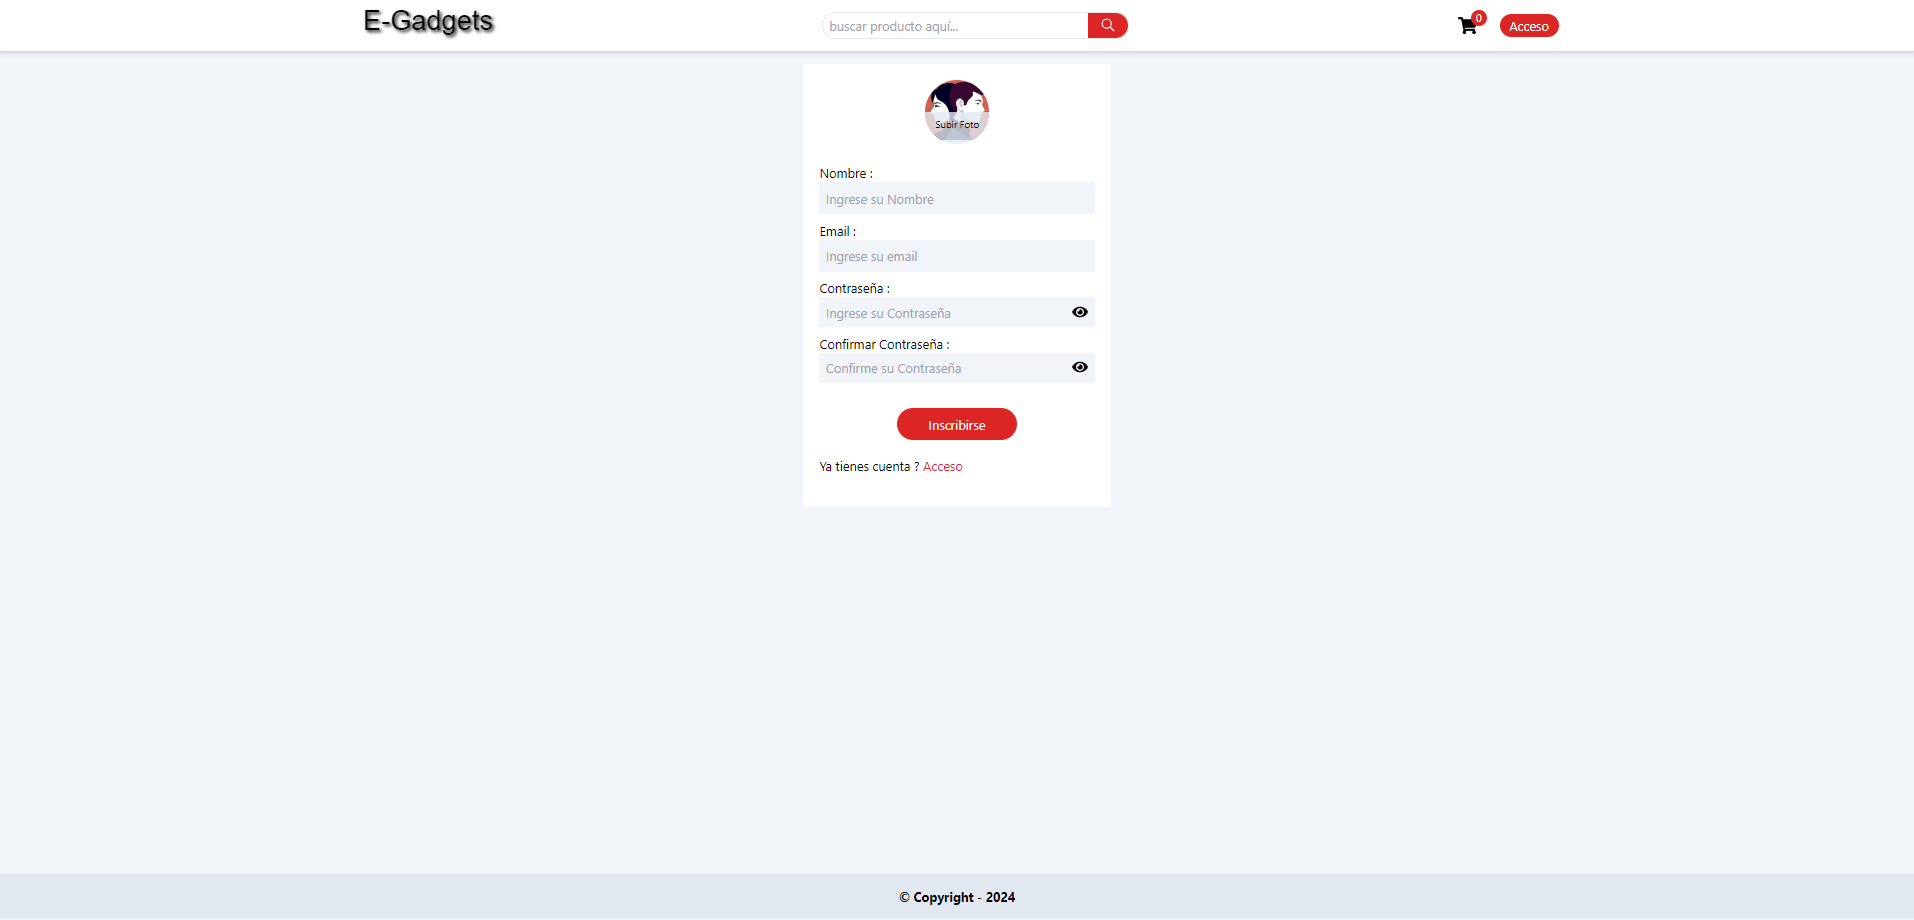 E-Gadgets
buscar producto aquí...
0
Acceso
Subir Foto
Nombre :
Ingrese su Nombre
Email :
Ingrese su email
Contraseña :
Ingrese su Contraseña
Confirmar Contraseña :
Confirme su Contraseña
Inscribirse
Ya tienes cuenta ? Acceso
© Copyright - 2024